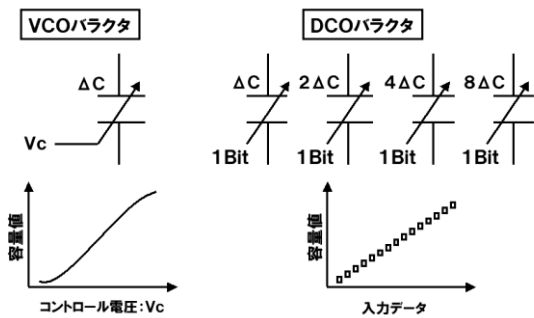 VCOバラクタ
ΔC
Vc
容量値
コントロール電圧:Vc
DCOバラクタ
ΔC 2ΔC 4ΔC 8ΔC
1Bit 1Bit 1Bit 1Bit
容量値
入力データ